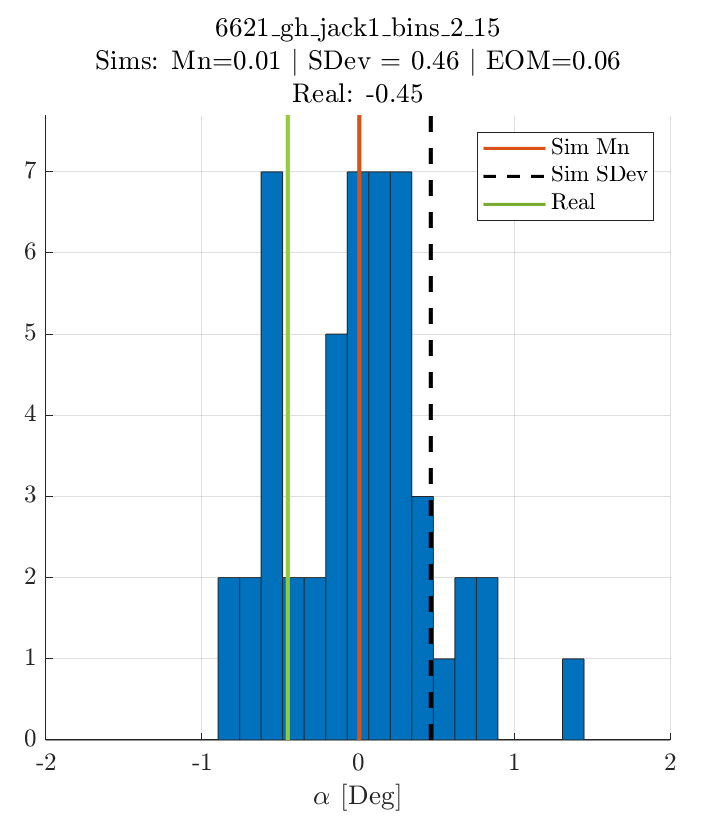 6621_gh_jack1_bins_2_15
Sims: Mn=0.01 | SDev = 0.46 | EOM=0.06
Real: -0.45
Sim Mn
Sim SDev
Real
7
6
5
4
3
2
1
0
-2 -1 0 1 2
α [Deg]